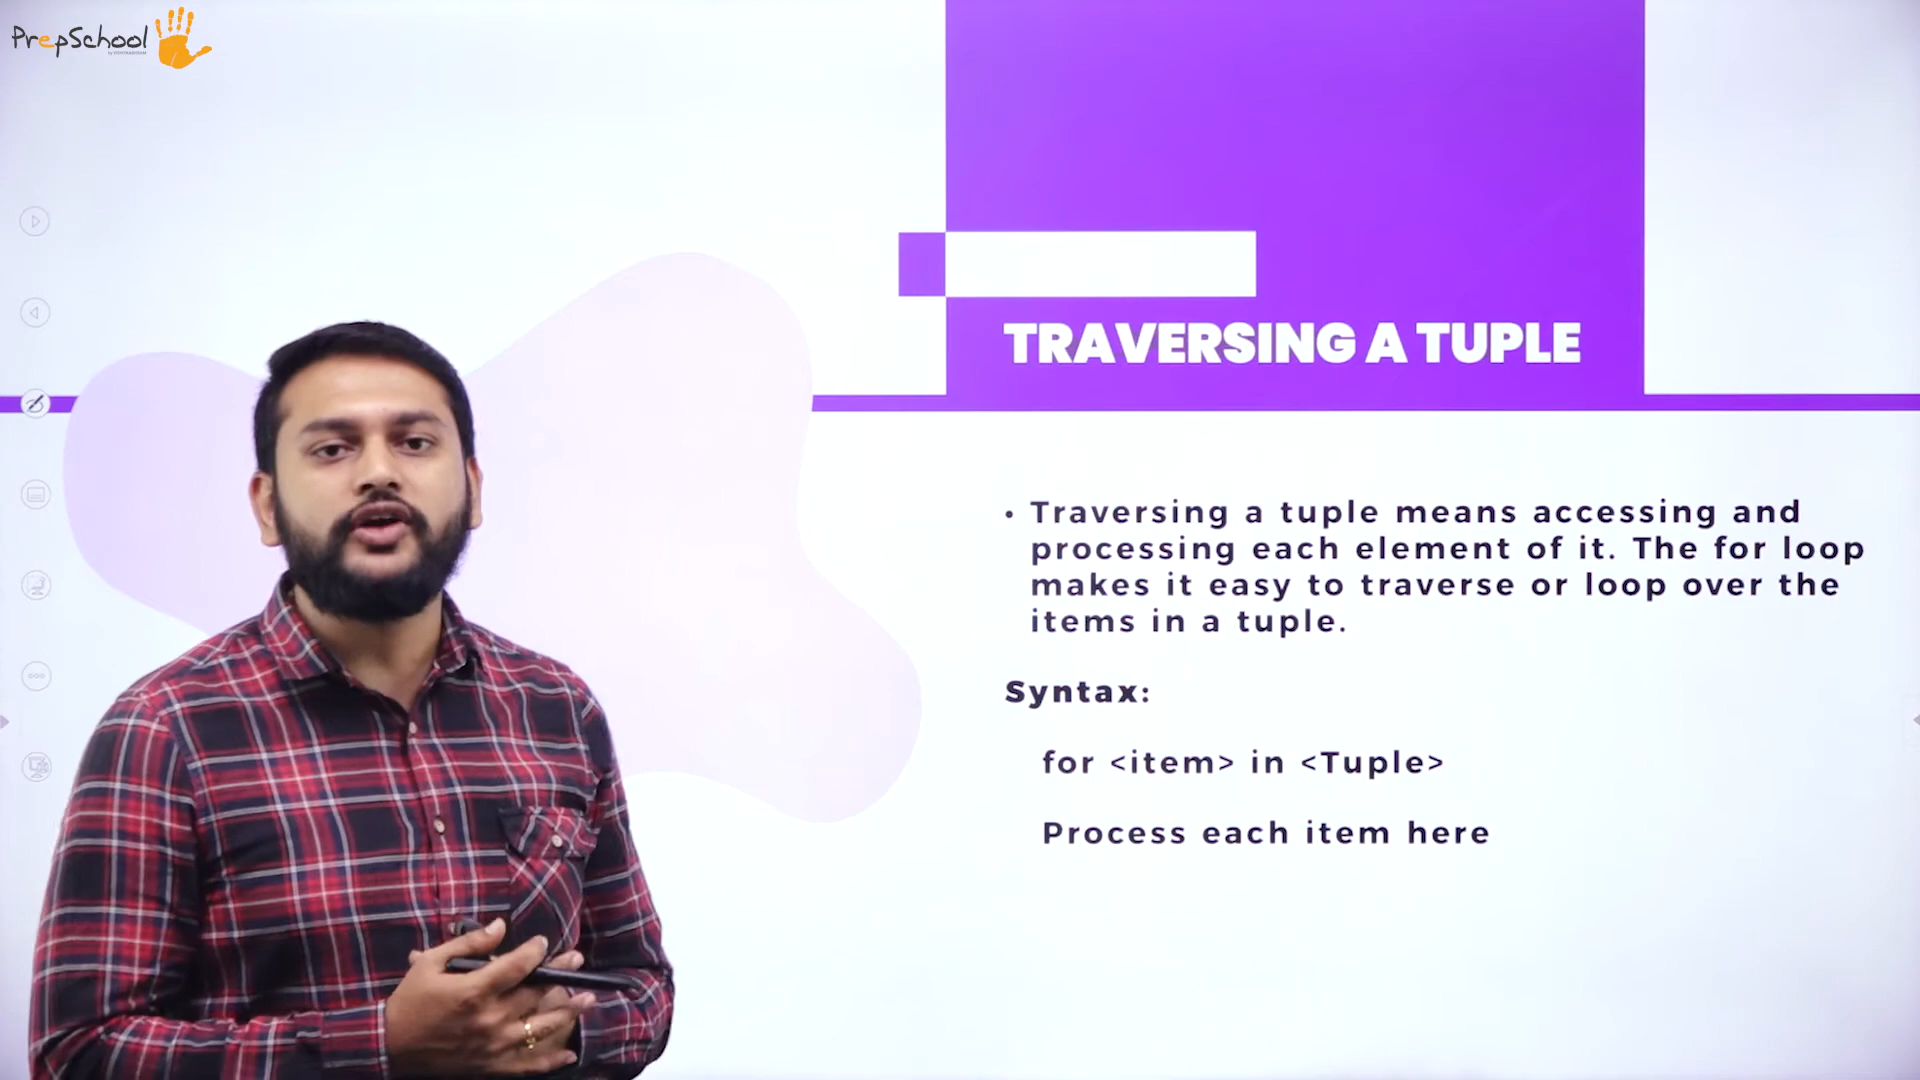 PrepSchool
TRAVERSING A TUPLE
• Traversing a tuple means accessing and
processing each element of it. The for loop
makes it easy to traverse or loop over the
items in a tuple.
Syntax:
for <item> in <Tuple>
Process each item here